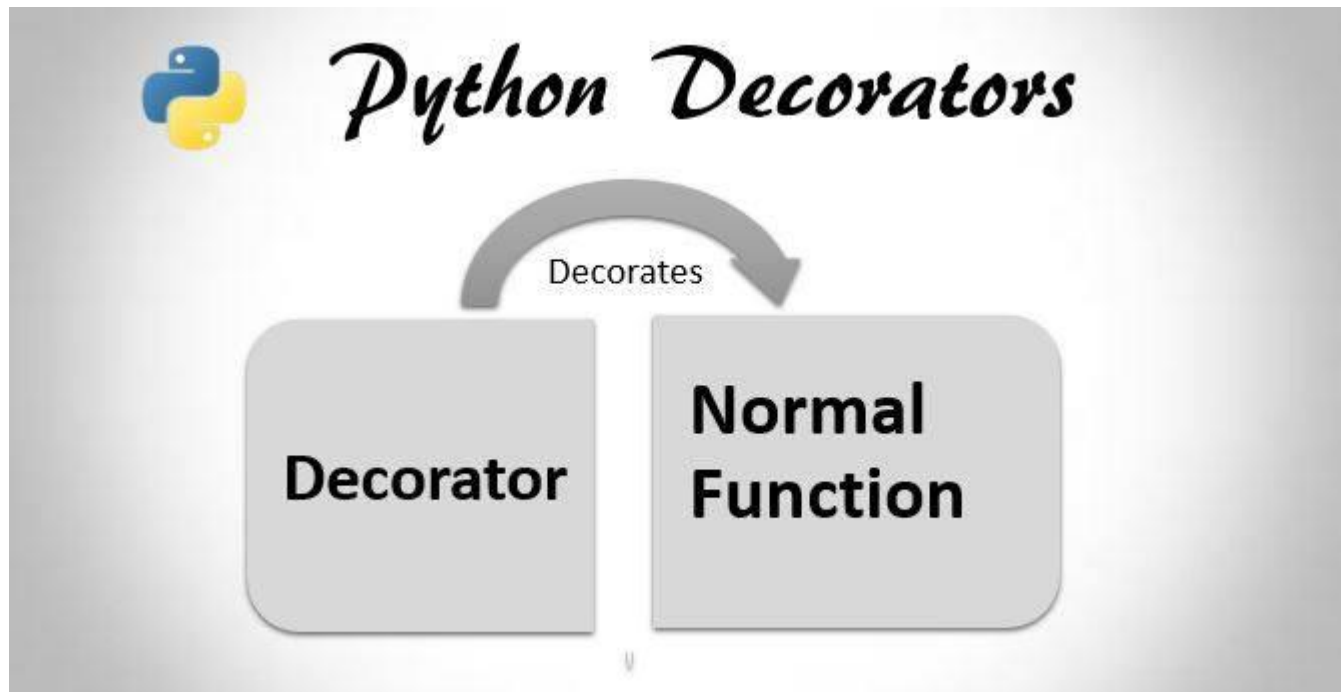 Python Decorators
Decorates
Decorator
Normal
Function